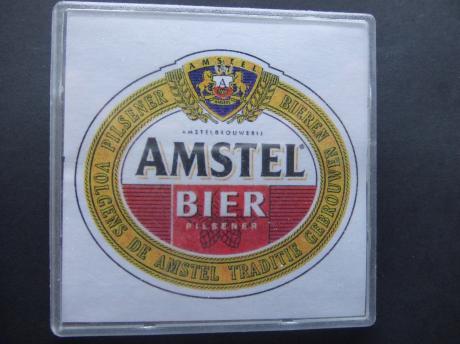 AMSTEL
A
AMSTELBROUWERIJ
AMSTEL®
BIER
PILSENER
PILSENER BIEREN
VOLGENS DE AMSTEL TRADITIE GEBROUWEN